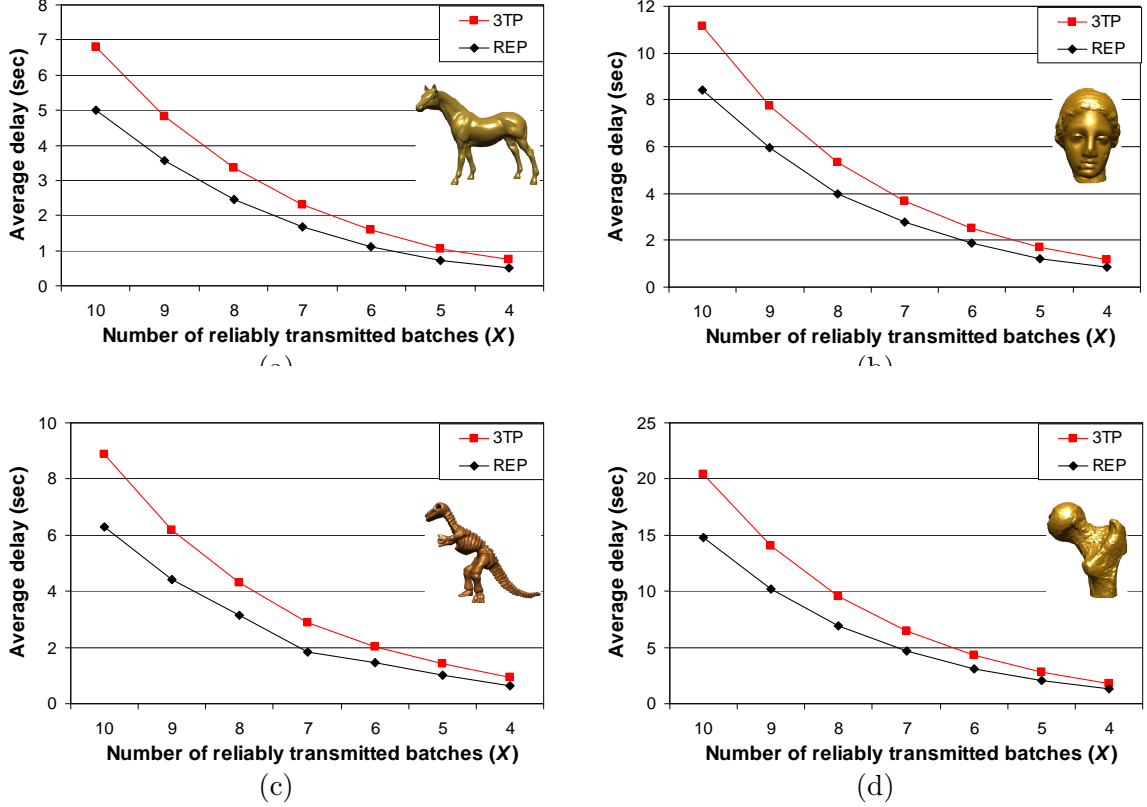 8
7
6
5
4
3
2
1
0
Average delay (sec)
3TP
REP
10 9 8 7 6 5 4
Number of reliably transmitted batches (X)
(a)
12
10
8
6
4
2
0
Average delay (sec)
3TP
REP
10 9 8 7 6 5 4
Number of reliably transmitted batches (X)
(b)
10
8
6
4
2
0
Average delay (sec)
3TP
REP
10 9 8 7 6 5 4
Number of reliably transmitted batches (X)
(c)
25
20
15
10
5
0
Average delay (sec)
3TP
REP
10 9 8 7 6 5 4
Number of reliably transmitted batches (X)
(d)